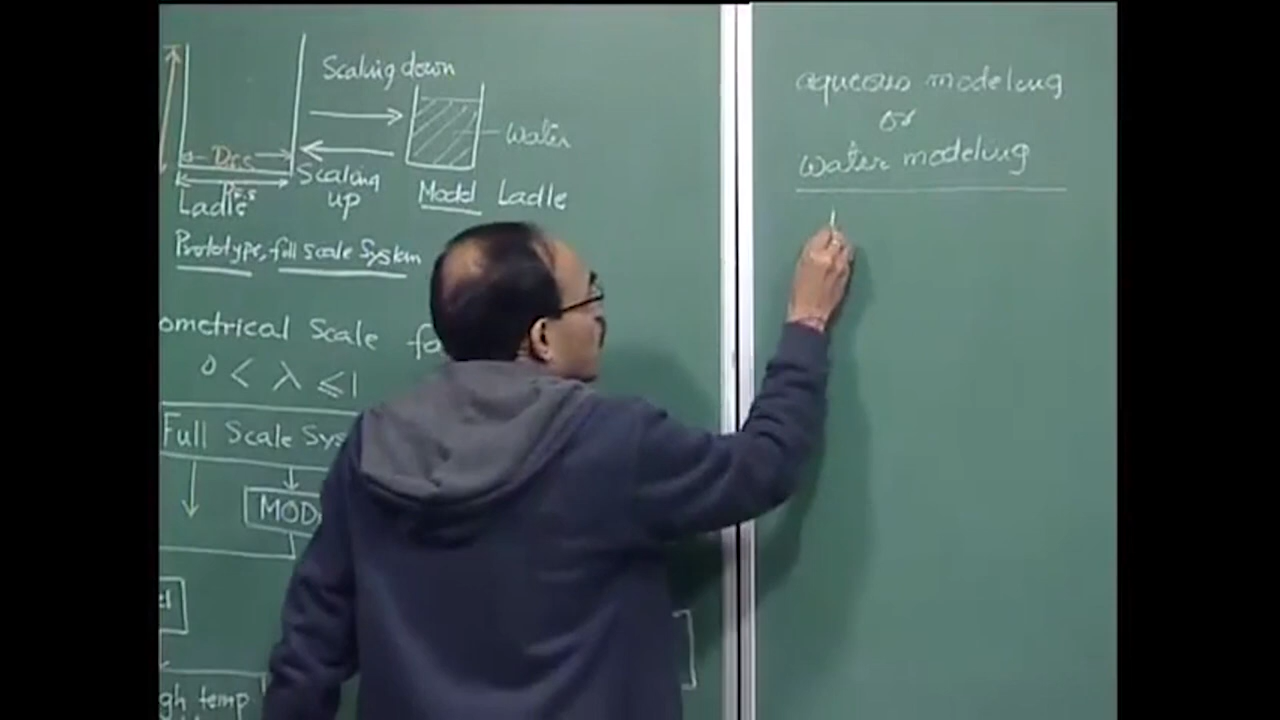 Scaling down
Water
D F.S
Scaling
up
Ladle
Model Ladle
Prototype, full scale System
ometrical Scale fa
0 < λ ≤ 1
Full Scale Sys
MOD
gh temp
aqueous modeling
or
water modeling